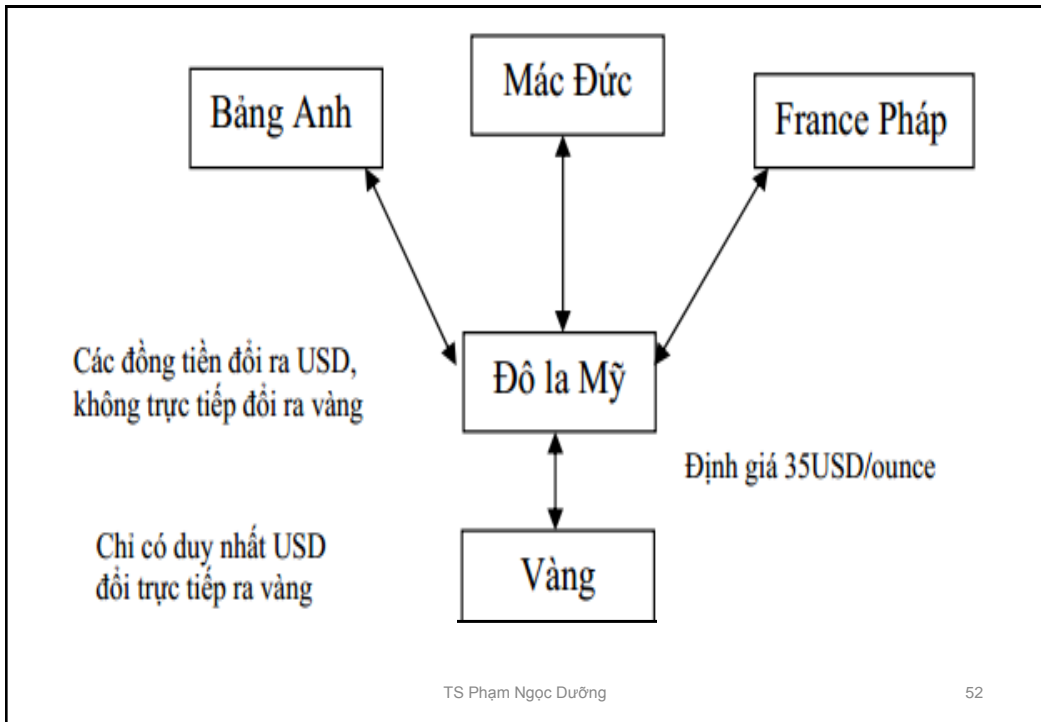 Mác Đức
Bảng Anh
France Pháp
Các đồng tiền đổi ra USD,
không trực tiếp đổi ra vàng
Đô la Mỹ
Định giá 35USD/ounce
Chỉ có duy nhất USD
đổi trực tiếp ra vàng
Vàng
TS Phạm Ngọc Dưỡng
52